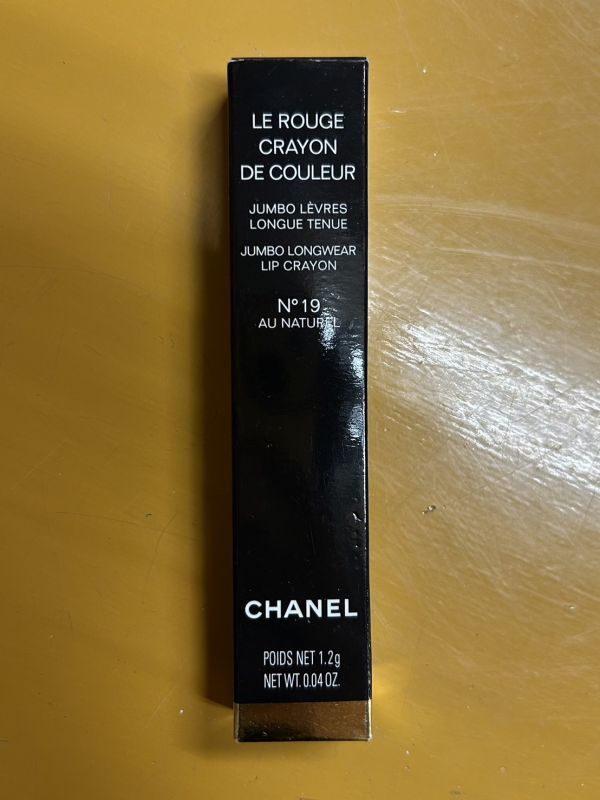 LE ROUGE
CRAYON
DE COULEUR
JUMBO LÈVRES
LONGUE TENUE
JUMBO LONGWEAR
LIP CRAYON
N°19
AU NATUREL
CHANEL
POIDS NET 1.2g
NET WT. 0.04 OZ.